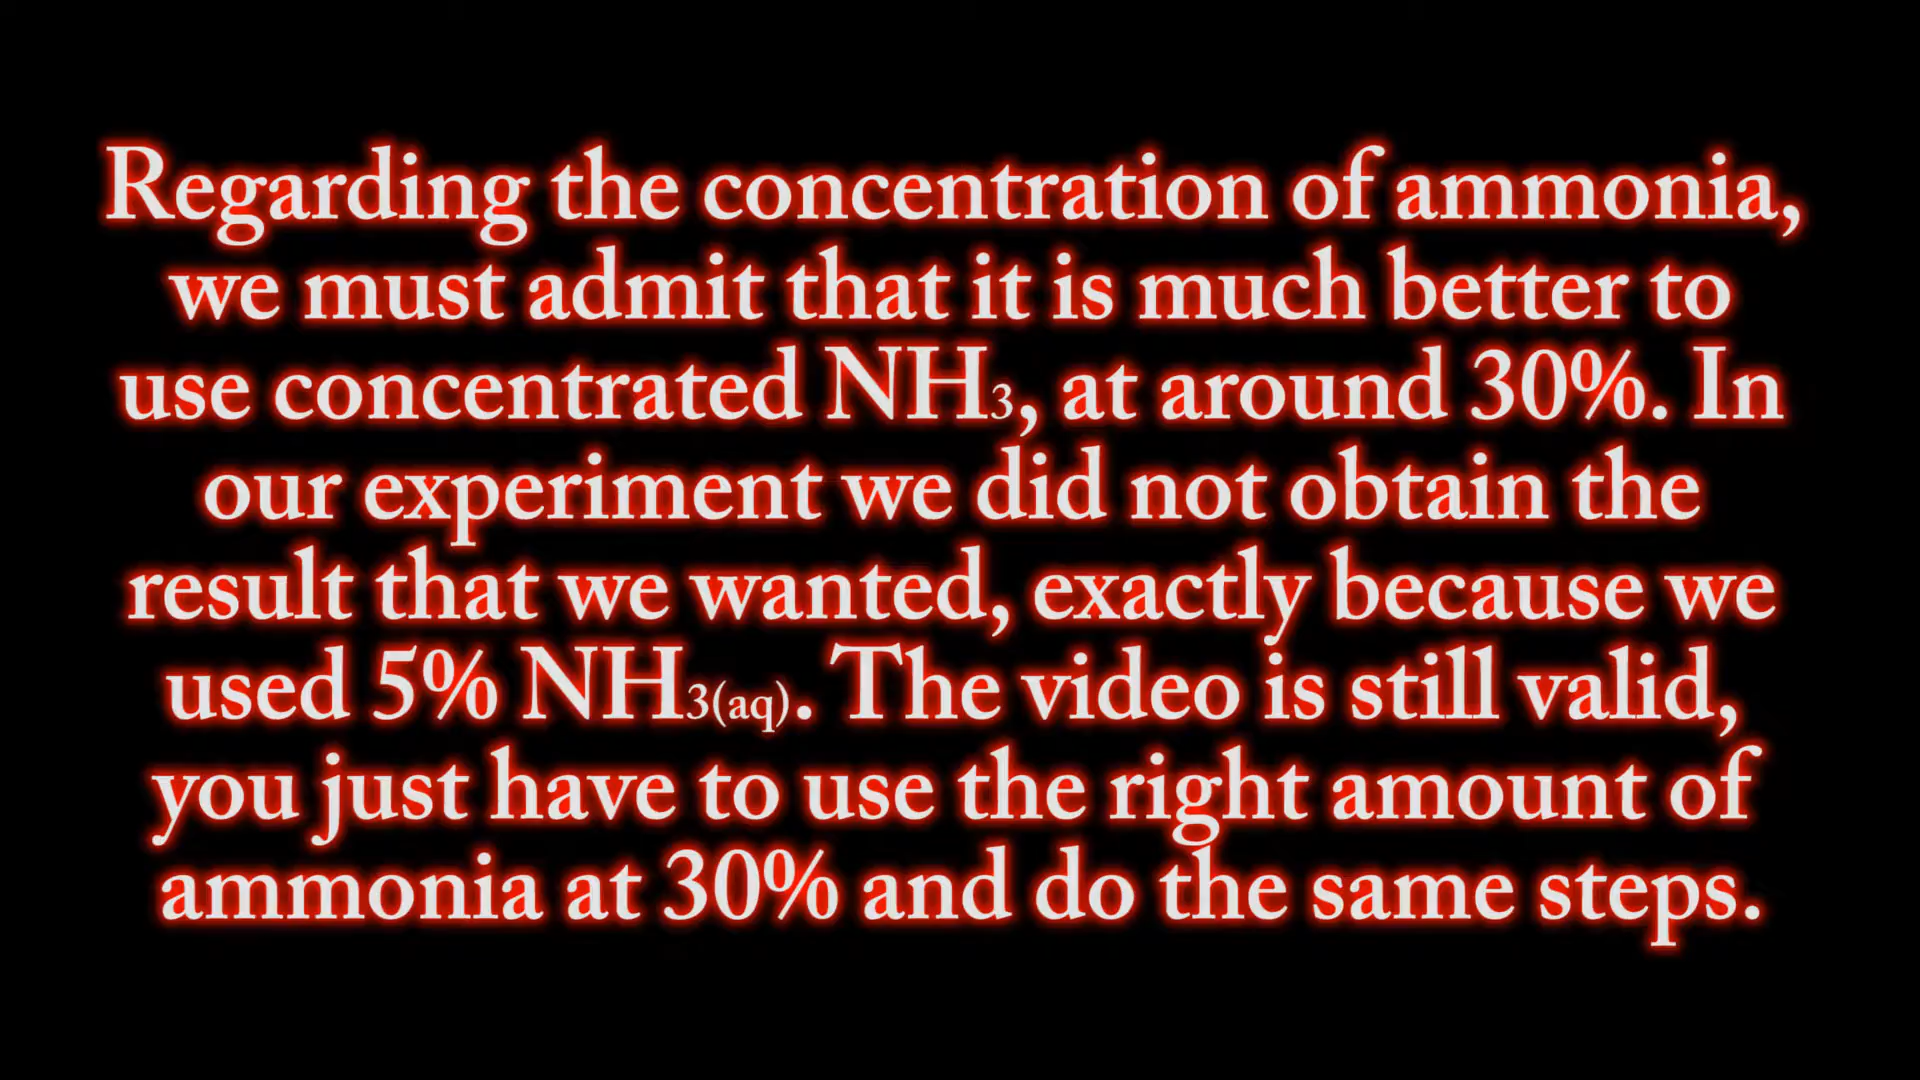 Regarding the concentration of ammonia,
we must admit that it is much better to
use concentrated NH₃, at around 30%. In
our experiment we did not obtain the
result that we wanted, exactly because we
used 5% NH₃₍aq₎. The video is still valid,
you just have to use the right amount of
ammonia at 30% and do the same steps.